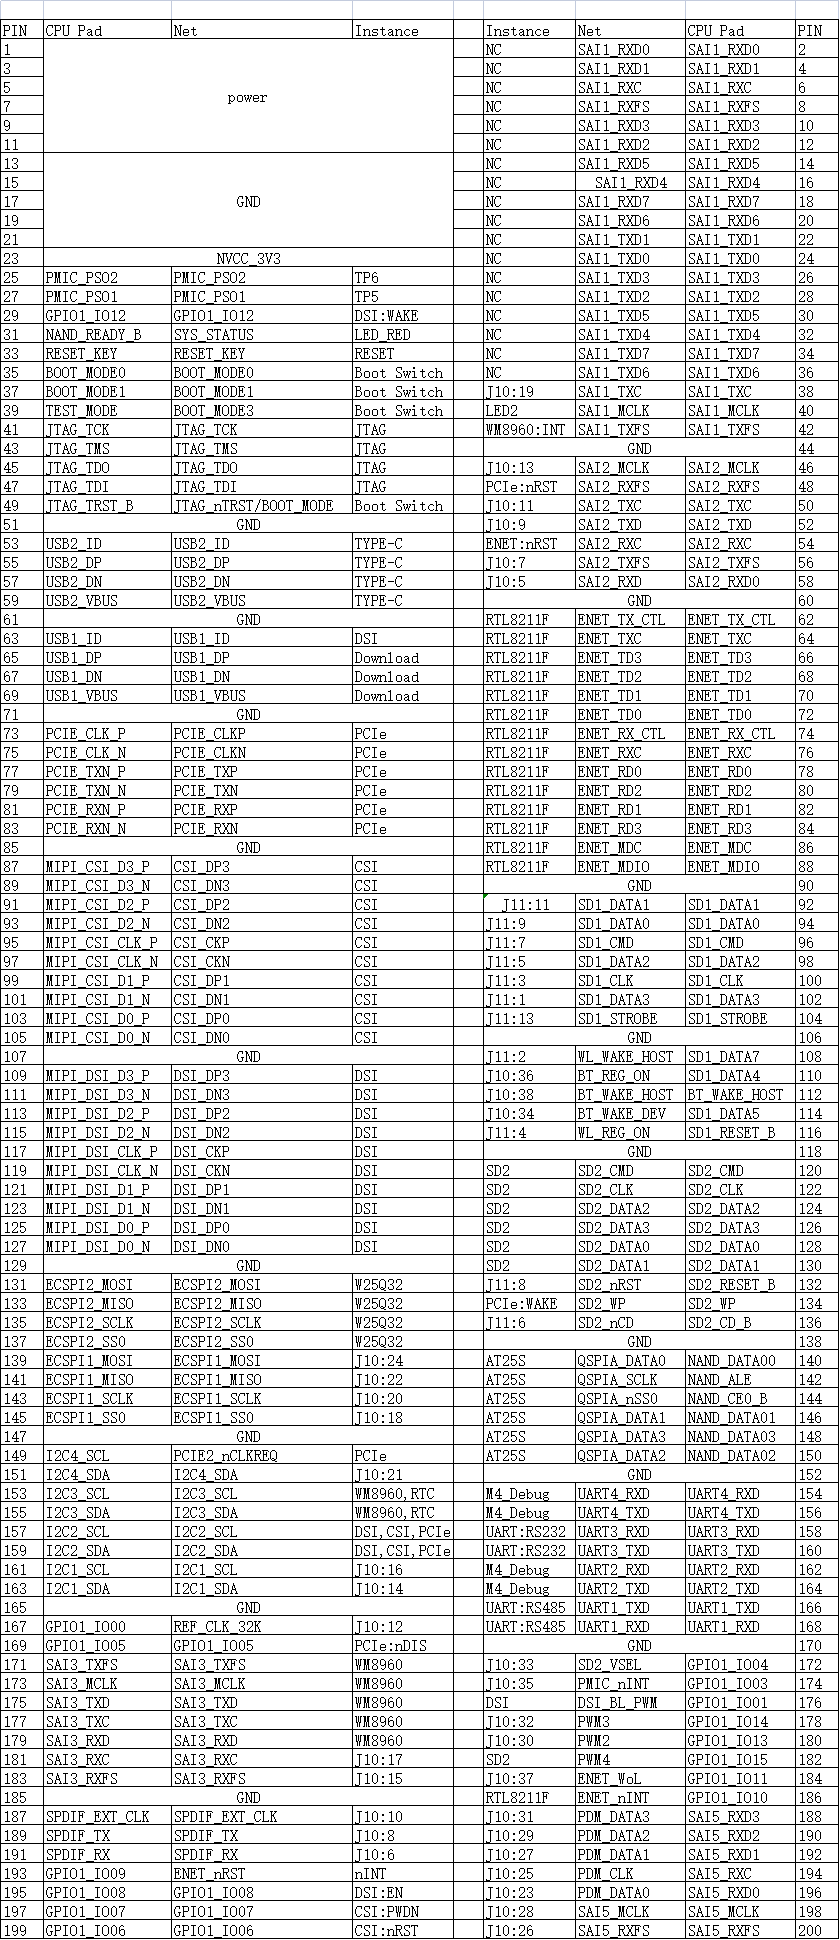 PIN CPU Pad Net Instance Instance Net CPU Pad PIN
1 power NC SAI1_RXD0 SAI1_RXD0 2
3 NC SAI1_RXD1 SAI1_RXD1 4
5 NC SAI1_RXC SAI1_RXC 6
7 NC SAI1_RXFS SAI1_RXFS 8
9 NC SAI1_RXD3 SAI1_RXD3 10
11 NC SAI1_RXD2 SAI1_RXD2 12
13 GND NC SAI1_RXD5 SAI1_RXD5 14
15 NC SAI1_RXD4 SAI1_RXD4 16
17 NC SAI1_RXD7 SAI1_RXD7 18
19 NC SAI1_RXD6 SAI1_RXD6 20
21 NC SAI1_TXD1 SAI1_TXD1 22
23 NVCC_3V3 NC SAI1_TXD0 SAI1_TXD0 24
25 PMIC_PSO2 PMIC_PSO2 TP6 NC SAI1_TXD3 SAI1_TXD3 26
27 PMIC_PSO1 PMIC_PSO1 TP5 NC SAI1_TXD2 SAI1_TXD2 28
29 GPIO1_IO12 GPIO1_IO12 DSI:WAKE NC SAI1_TXD5 SAI1_TXD5 30
31 NAND_READY_B SYS_STATUS LED_RED NC SAI1_TXD4 SAI1_TXD4 32
33 RESET_KEY RESET_KEY RESET NC SAI1_TXD7 SAI1_TXD7 34
35 BOOT_MODE0 BOOT_MODE0 Boot Switch NC SAI1_TXD6 SAI1_TXD6 36
37 BOOT_MODE1 BOOT_MODE1 Boot Switch J10:19 SAI1_TXC SAI1_TXC 38
39 TEST_MODE BOOT_MODE3 Boot Switch LED2 SAI1_MCLK SAI1_MCLK 40
41 JTAG_TCK JTAG_TCK JTAG WM8960:INT SAI1_TXFS SAI1_TXFS 42
43 JTAG_TMS JTAG_TMS JTAG GND 44
45 JTAG_TDO JTAG_TDO JTAG J10:13 SAI2_MCLK SAI2_MCLK 46
47 JTAG_TDI JTAG_TDI JTAG PCIe:nRST SAI2_RXFS SAI2_RXFS 48
49 JTAG_TRST_B JTAG_nTRST/BOOT_MODE Boot Switch J10:11 SAI2_TXC SAI2_TXC 50
51 GND J10:9 SAI2_TXD SAI2_TXD 52
53 USB2_ID USB2_ID TYPE-C ENET:nRST SAI2_RXC SAI2_RXC 54
55 USB2_DP USB2_DP TYPE-C J10:7 SAI2_TXFS SAI2_TXFS 56
57 USB2_DN USB2_DN TYPE-C J10:5 SAI2_RXD SAI2_RXD0 58
59 USB2_VBUS USB2_VBUS TYPE-C GND 60
61 GND RTL8211F ENET_TX_CTL ENET_TX_CTL 62
63 USB1_ID USB1_ID DSI RTL8211F ENET_TXC ENET_TXC 64
65 USB1_DP USB1_DP Download RTL8211F ENET_TD3 ENET_TD3 66
67 USB1_DN USB1_DN Download RTL8211F ENET_TD2 ENET_TD2 68
69 USB1_VBUS USB1_VBUS Download RTL8211F ENET_TD1 ENET_TD1 70
71 GND RTL8211F ENET_TD0 ENET_TD0 72
73 PCIE_CLK_P PCIE_CLKP PCIe RTL8211F ENET_RX_CTL ENET_RX_CTL 74
75 PCIE_CLK_N PCIE_CLKN PCIe RTL8211F ENET_RXC ENET_RXC 76
77 PCIE_TXN_P PCIE_TXP PCIe RTL8211F ENET_RD0 ENET_RD0 78
79 PCIE_TXN_N PCIE_TXN PCIe RTL8211F ENET_RD2 ENET_RD2 80
81 PCIE_RXN_P PCIE_RXP PCIe RTL8211F ENET_RD1 ENET_RD1 82
83 PCIE_RXN_N PCIE_RXN PCIe RTL8211F ENET_RD3 ENET_RD3 84
85 GND RTL8211F ENET_MDC ENET_MDC 86
87 MIPI_CSI_D3_P CSI_DP3 CSI RTL8211F ENET_MDIO ENET_MDIO 88
89 MIPI_CSI_D3_N CSI_DN3 CSI GND 90
91 MIPI_CSI_D2_P CSI_DP2 CSI J11:11 SD1_DATA1 SD1_DATA1 92
93 MIPI_CSI_D2_N CSI_DN2 CSI J11:9 SD1_DATA0 SD1_DATA0 94
95 MIPI_CSI_CLK_P CSI_CKP CSI J11:7 SD1_CMD SD1_CMD 96
97 MIPI_CSI_CLK_N CSI_CKN CSI J11:5 SD1_DATA2 SD1_DATA2 98
99 MIPI_CSI_D1_P CSI_DP1 CSI J11:3 SD1_CLK SD1_CLK 100
101 MIPI_CSI_D1_N CSI_DN1 CSI J11:1 SD1_DATA3 SD1_DATA3 102
103 MIPI_CSI_D0_P CSI_DP0 CSI J11:13 SD1_STROBE SD1_STROBE 104
105 MIPI_CSI_D0_N CSI_DN0 CSI GND 106
107 GND J11:2 WL_WAKE_HOST SD1_DATA7 108
109 MIPI_DSI_D3_P DSI_DP3 DSI J10:36 BT_REG_ON SD1_DATA4 110
111 MIPI_DSI_D3_N DSI_DN3 DSI J10:38 BT_WAKE_HOST BT_WAKE_HOST 112
113 MIPI_DSI_D2_P DSI_DP2 DSI J10:34 BT_WAKE_DEV SD1_DATA5 114
115 MIPI_DSI_D2_N DSI_DN2 DSI J11:4 WL_REG_ON SD1_RESET_B 116
117 MIPI_DSI_CLK_P DSI_CKP DSI GND 118
119 MIPI_DSI_CLK_N DSI_CKN DSI SD2 SD2_CMD SD2_CMD 120
121 MIPI_DSI_D1_P DSI_DP1 DSI SD2 SD2_CLK SD2_CLK 122
123 MIPI_DSI_D1_N DSI_DN1 DSI SD2 SD2_DATA2 SD2_DATA2 124
125 MIPI_DSI_D0_P DSI_DP0 DSI SD2 SD2_DATA3 SD2_DATA3 126
127 MIPI_DSI_D0_N DSI_DN0 DSI SD2 SD2_DATA0 SD2_DATA0 128
129 GND SD2 SD2_DATA1 SD2_DATA1 130
131 ECSPI2_MOSI ECSPI2_MOSI W25Q32 J11:8 SD2_nRST SD2_RESET_B 132
133 ECSPI2_MISO ECSPI2_MISO W25Q32 PCIe:WAKE SD2_WP SD2_WP 134
135 ECSPI2_SCLK ECSPI2_SCLK W25Q32 J11:6 SD2_nCD SD2_CD_B 136
137 ECSPI2_SS0 ECSPI2_SS0 W25Q32 GND 138
139 ECSPI1_MOSI ECSPI1_MOSI J10:24 AT25S QSPIA_DATA0 NAND_DATA00 140
141 ECSPI1_MISO ECSPI1_MISO J10:22 AT25S QSPIA_SCLK NAND_ALE 142
143 ECSPI1_SCLK ECSPI1_SCLK J10:20 AT25S QSPIA_nSS0 NAND_CE0_B 144
145 ECSPI1_SS0 ECSPI1_SS0 J10:18 AT25S QSPIA_DATA1 NAND_DATA01 146
147 GND AT25S QSPIA_DATA3 NAND_DATA03 148
149 I2C4_SCL PCIE2_nCLKREQ PCIe AT25S QSPIA_DATA2 NAND_DATA02 150
151 I2C4_SDA I2C4_SDA J10:21 GND 152
153 I2C3_SCL I2C3_SCL WM8960,RTC M4_Debug UART4_RXD UART4_RXD 154
155 I2C3_SDA I2C3_SDA WM8960,RTC M4_Debug UART4_TXD UART4_TXD 156
157 I2C2_SCL I2C2_SCL DSI,CSI,PCIe UART:RS232 UART3_RXD UART3_RXD 158
159 I2C2_SDA I2C2_SDA DSI,CSI,PCIe UART:RS232 UART3_TXD UART3_TXD 160
161 I2C1_SCL I2C1_SCL J10:16 M4_Debug UART2_RXD UART2_RXD 162
163 I2C1_SDA I2C1_SDA J10:14 M4_Debug UART2_TXD UART2_TXD 164
165 GND UART:RS485 UART1_TXD UART1_TXD 166
167 GPIO1_IO00 REF_CLK_32K J10:12 UART:RS485 UART1_RXD UART1_RXD 168
169 GPIO1_IO05 GPIO1_IO05 PCIe:nDIS GND 170
171 SAI3_TXFS SAI3_TXFS WM8960 J10:33 SD2_VSEL GPIO1_IO04 172
173 SAI3_MCLK SAI3_MCLK WM8960 J10:35 PMIC_nINT GPIO1_IO03 174
175 SAI3_TXD SAI3_TXD WM8960 DSI DSI_BL_PWM GPIO1_IO01 176
177 SAI3_TXC SAI3_TXC WM8960 J10:32 PWM3 GPIO1_IO14 178
179 SAI3_RXD SAI3_RXD WM8960 J10:30 PWM2 GPIO1_IO13 180
181 SAI3_RXC SAI3_RXC J10:17 SD2 PWM4 GPIO1_IO15 182
183 SAI3_RXFS SAI3_RXFS J10:15 J10:37 ENET_WoL GPIO1_IO11 184
185 GND RTL8211F ENET_nINT GPIO1_IO10 186
187 SPDIF_EXT_CLK SPDIF_EXT_CLK J10:10 J10:31 PDM_DATA3 SAI5_RXD3 188
189 SPDIF_TX SPDIF_TX J10:8 J10:29 PDM_DATA2 SAI5_RXD2 190
191 SPDIF_RX SPDIF_RX J10:6 J10:27 PDM_DATA1 SAI5_RXD1 192
193 GPIO1_IO09 ENET_nRST nINT J10:25 PDM_CLK SAI5_RXC 194
195 GPIO1_IO08 GPIO1_IO08 DSI:EN J10:23 PDM_DATA0 SAI5_RXD0 196
197 GPIO1_IO07 GPIO1_IO07 CSI:PWDN J10:28 SAI5_MCLK SAI5_MCLK 198
199 GPIO1_IO06 GPIO1_IO06 CSI:nRST J10:26 SAI5_RXFS SAI5_RXFS 200